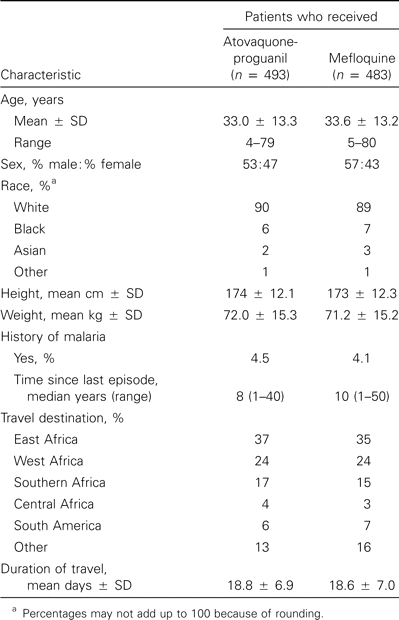 Patients who received
Atovaquone-
proguanil Mefloquine
Characteristic (n = 493) (n = 483)
Age, years
Mean ± SD 33.0 ± 13.3 33.6 ± 13.2
Range 4–79 5–80
Sex, % male:% female 53:47 57:43
Race, %a
White 90 89
Black 6 7
Asian 2 3
Other 1 1
Height, mean cm ± SD 174 ± 12.1 173 ± 12.3
Weight, mean kg ± SD 72.0 ± 15.3 71.2 ± 15.2
History of malaria
Yes, % 4.5 4.1
Time since last episode,
median years (range) 8 (1–40) 10 (1–50)
Travel destination, %
East Africa 37 35
West Africa 24 24
Southern Africa 17 15
Central Africa 4 3
South America 6 7
Other 13 16
Duration of travel,
mean days ± SD 18.8 ± 6.9 18.6 ± 7.0
a Percentages may not add up to 100 because of rounding.